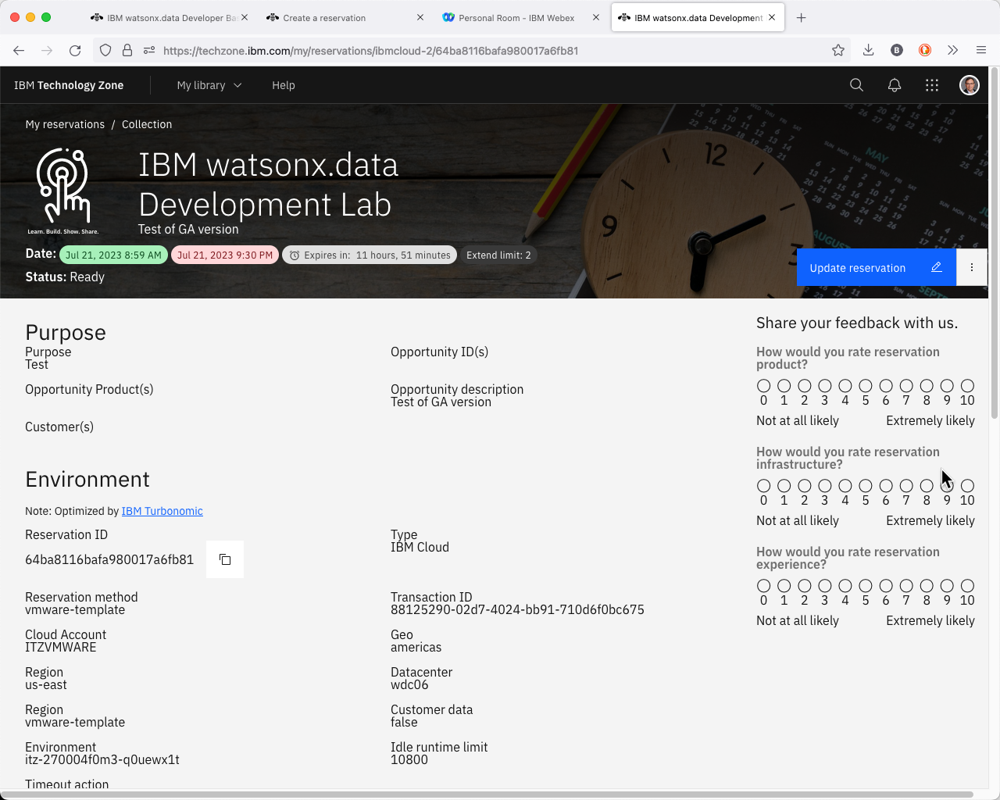 IBM watsonx.data Developer Ba
Create a reservation
Personal Room - IBM Webex
IBM watsonx.data Development
https://techzone.ibm.com/my/reservations/ibmcloud-2/64ba8116bafa980017a6fb81
B
IBM Technology Zone
My library
Help
My reservations / Collection
IBM watsonx.data
Development Lab
Learn. Build. Show. Share.
Test of GA version
Date: Jul 21, 2023 8:59 AM Jul 21, 2023 9:30 PM Expires in: 11 hours, 51 minutes Extend limit: 2
Status: Ready
Update reservation
12
9
3
MAY
AUGUST
Purpose
Purpose
Test
Opportunity ID(s)
Opportunity Product(s)
Opportunity description
Test of GA version
Customer(s)
Environment
Note: Optimized by IBM Turbonomic
Reservation ID
64ba8116bafa980017a6fb81
Type
IBM Cloud
Reservation method
vmware-template
Transaction ID
88125290-02d7-4024-bb91-710d6f0bc675
Cloud Account
ITZVMWARE
Geo
americas
Region
us-east
Datacenter
wdc06
Region
vmware-template
Customer data
false
Environment
itz-270004f0m3-q0uewx1t
Idle runtime limit
10800
Timeout action
Share your feedback with us.
How would you rate reservation
product?
0 1 2 3 4 5 6 7 8 9 10
Not at all likely Extremely likely
How would you rate reservation
infrastructure?
0 1 2 3 4 5 6 7 8 9 10
Not at all likely Extremely likely
How would you rate reservation
experience?
0 1 2 3 4 5 6 7 8 9 10
Not at all likely Extremely likely